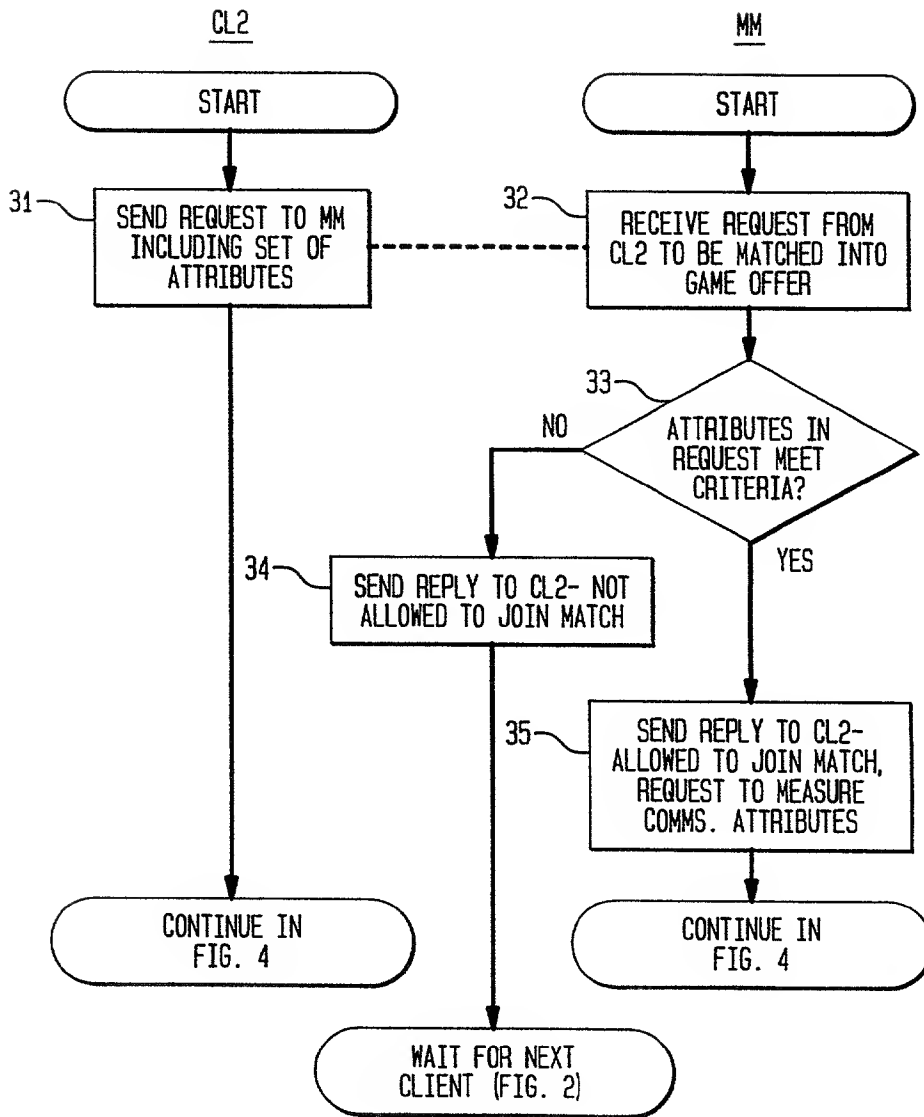 CL2
MM
START
START
31
SEND REQUEST TO MM
INCLUDING SET OF
ATTRIBUTES
32
RECEIVE REQUEST FROM
CL2 TO BE MATCHED INTO
GAME OFFER
33
NO
ATTRIBUTES IN
REQUEST MEET
CRITERIA?
YES
34
SEND REPLY TO CL2- NOT
ALLOWED TO JOIN MATCH
35
SEND REPLY TO CL2-
ALLOWED TO JOIN MATCH,
REQUEST TO MEASURE
COMMS. ATTRIBUTES
CONTINUE IN
FIG. 4
CONTINUE IN
FIG. 4
WAIT FOR NEXT
CLIENT (FIG. 2)